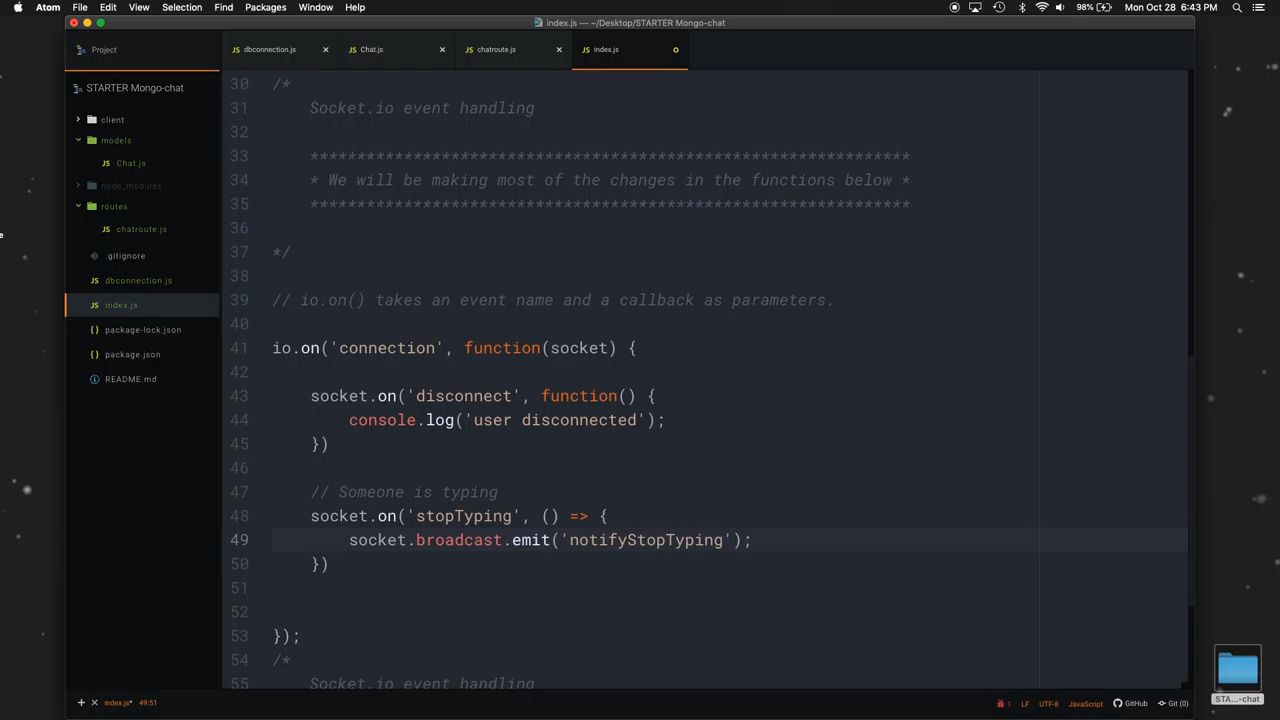 Atom File Edit View Selection Find Packages Window Help
98% Mon Oct 28 6:43 PM
index.js — ~/Desktop/STARTER Mongo-chat
Project
dbconnection.js
Chat.js
chatroute.js
index.js
STARTER Mongo-chat
client
models
Chat.js
node_modules
routes
chatroute.js
.gitignore
dbconnection.js
index.js
package-lock.json
package.json
README.md
30 /*
31 Socket.io event handling
32
33 **************************************************************
34 * We will be making most of the changes in the functions below *
35 **************************************************************
36
37 */
38
39 // io.on() takes an event name and a callback as parameters.
40
41 io.on('connection', function(socket) {
42
43 socket.on('disconnect', function() {
44 console.log('user disconnected');
45 })
46
47 // Someone is typing
48 socket.on('stopTyping', () => {
49 socket.broadcast.emit('notifyStopTyping');
50 })
51
52
53 });
54 /*
55 Socket.io event handling
index.js* 49:51
1 LF UTF-8 JavaScript GitHub Git (0)
STA...-chat